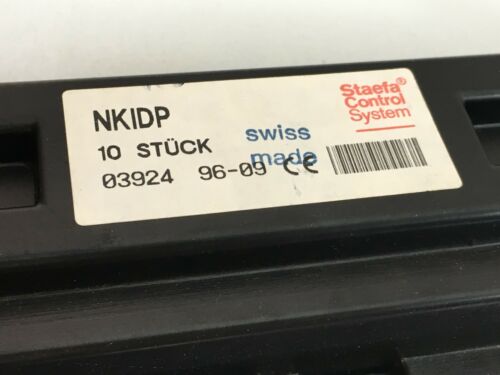 NKIDP
10 STÜCK
03924 96-09 CE
swiss
made
Staefa®
Control
System